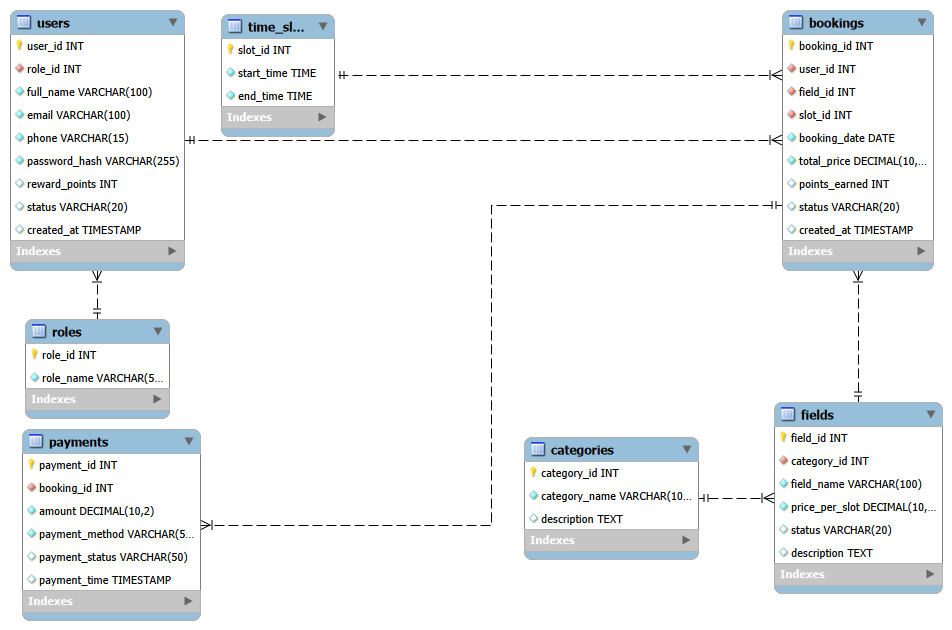 users
user_id INT
role_id INT
full_name VARCHAR(100)
email VARCHAR(100)
phone VARCHAR(15)
password_hash VARCHAR(255)
reward_points INT
status VARCHAR(20)
created_at TIMESTAMP
Indexes
time_sl...
slot_id INT
start_time TIME
end_time TIME
Indexes
bookings
booking_id INT
user_id INT
field_id INT
slot_id INT
booking_date DATE
total_price DECIMAL(10,...
points_earned INT
status VARCHAR(20)
created_at TIMESTAMP
Indexes
roles
role_id INT
role_name VARCHAR(5...
Indexes
payments
payment_id INT
booking_id INT
amount DECIMAL(10,2)
payment_method VARCHAR(5...
payment_status VARCHAR(50)
payment_time TIMESTAMP
Indexes
categories
category_id INT
category_name VARCHAR(10...
description TEXT
Indexes
fields
field_id INT
category_id INT
field_name VARCHAR(100)
price_per_slot DECIMAL(10,...
status VARCHAR(20)
description TEXT
Indexes